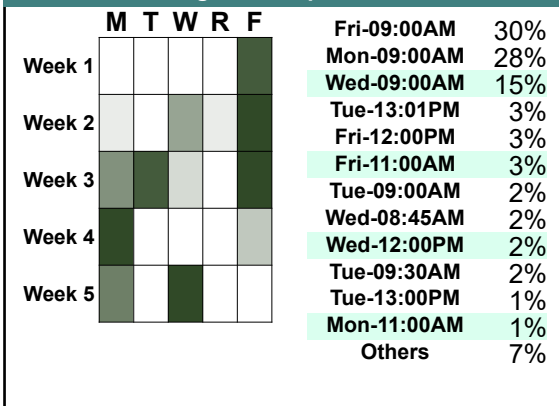 M T W R F
Week 1
Week 2
Week 3
Week 4
Week 5
Fri-09:00AM 30%
Mon-09:00AM 28%
Wed-09:00AM 15%
Tue-13:01PM 3%
Fri-12:00PM 3%
Fri-11:00AM 3%
Tue-09:00AM 2%
Wed-08:45AM 2%
Wed-12:00PM 2%
Tue-09:30AM 2%
Tue-13:00PM 1%
Mon-11:00AM 1%
Others 7%